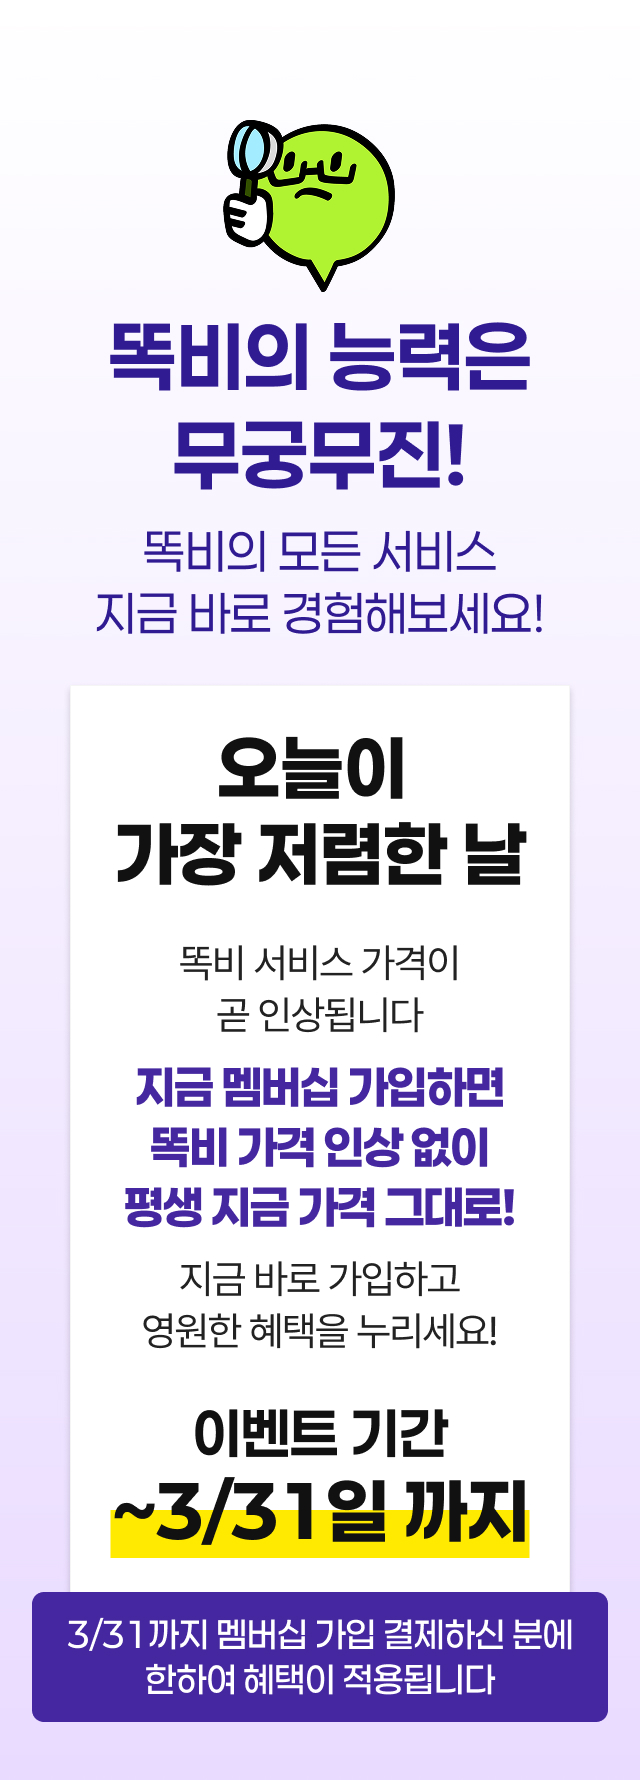 똑비의 능력은
무궁무진!
똑비의 모든 서비스
지금 바로 경험해보세요!
오늘이
가장 저렴한 날
똑비 서비스 가격이
곧 인상됩니다
지금 멤버십 가입하면
똑비 가격 인상 없이
평생 지금 가격 그대로!
지금 바로 가입하고
영원한 혜택을 누리세요!
이벤트 기간
~3/31일 까지
3/31까지 멤버십 가입 결제하신 분에
한하여 혜택이 적용됩니다